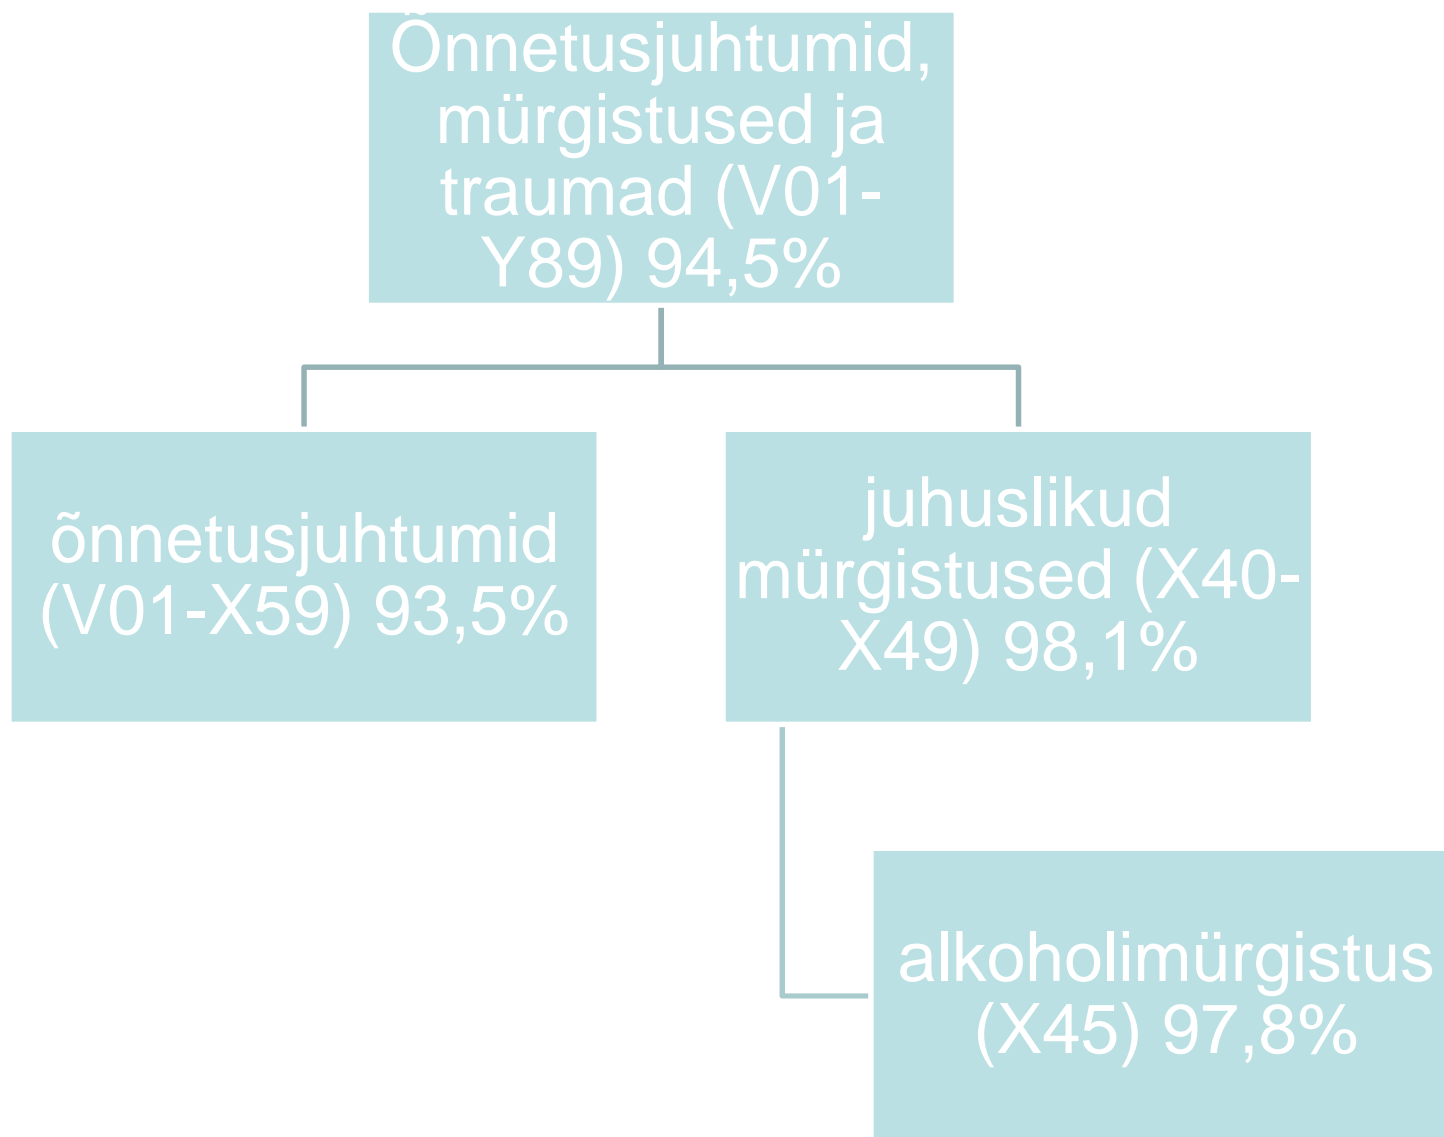 Õnnetusjuhtumid,
mürgistused ja
traumad (V01-
Y89) 94,5%
õnnetusjuhtumid
(V01-X59) 93,5%
juhuslikud
mürgistused (X40-
X49) 98,1%
alkoholimürgistus
(X45) 97,8%